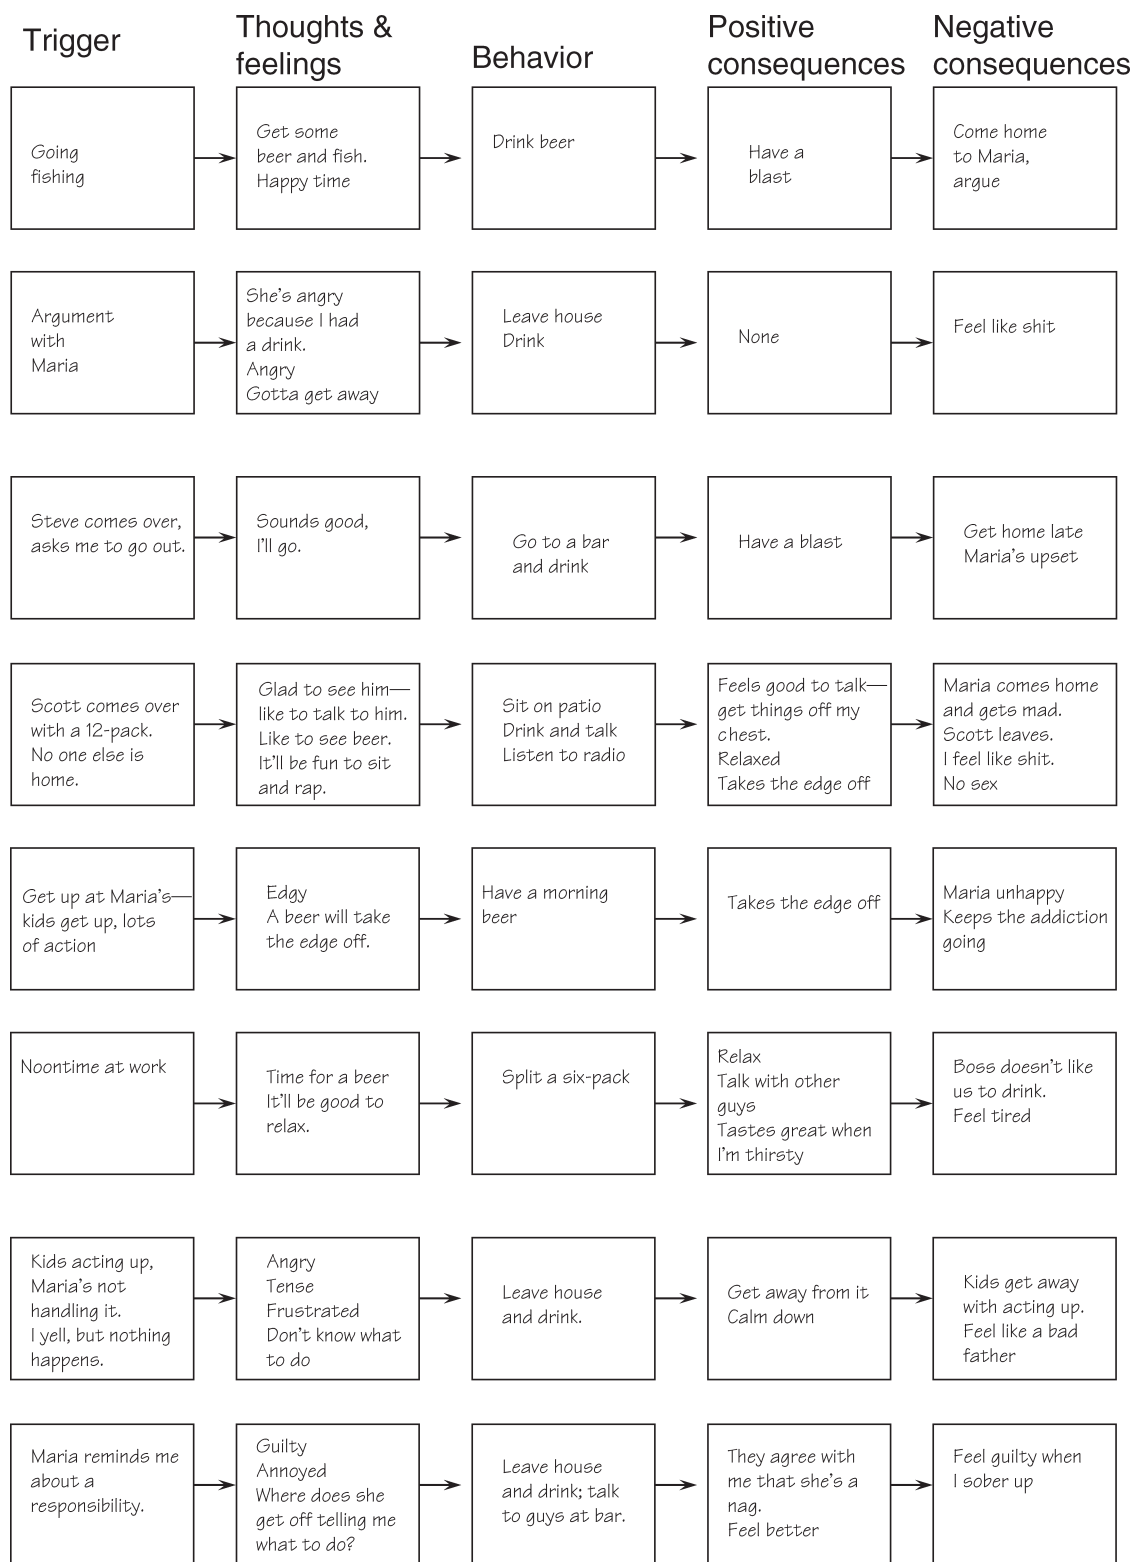 Trigger
Thoughts &
feelings
Behavior
Positive
consequences
Negative
consequences
Going
fishing
Get some
beer and fish.
Happy time
Drink beer
Have a
blast
Come home
to Maria,
argue
Argument
with
Maria
She's angry
because I had
a drink.
Angry
Gotta get away
Leave house
Drink
None
Feel like shit
Steve comes over,
asks me to go out.
Sounds good,
I'll go.
Go to a bar
and drink
Have a blast
Get home late
Maria's upset
Scott comes over
with a 12-pack.
No one else is
home.
Glad to see him—
like to talk to him.
Like to see beer.
It'll be fun to sit
and rap.
Sit on patio
Drink and talk
Listen to radio
Feels good to talk—
get things off my
chest.
Relaxed
Takes the edge off
Maria comes home
and gets mad.
Scott leaves.
I feel like shit.
No sex
Get up at Maria's—
kids get up, lots
of action
Edgy
A beer will take
the edge off.
Have a morning
beer
Takes the edge off
Maria unhappy
Keeps the addiction
going
Noontime at work
Time for a beer
It'll be good to
relax.
Split a six-pack
Relax
Talk with other
guys
Tastes great when
I'm thirsty
Boss doesn't like
us to drink.
Feel tired
Kids acting up,
Maria's not
handling it.
I yell, but nothing
happens.
Angry
Tense
Frustrated
Don't know what
to do
Leave house
and drink.
Get away from it
Calm down
Kids get away
with acting up.
Feel like a bad
father
Maria reminds me
about a
responsibility.
Guilty
Annoyed
Where does she
get off telling me
what to do?
Leave house
and drink; talk
to guys at bar.
They agree with
me that she's a
nag.
Feel better
Feel guilty when
I sober up